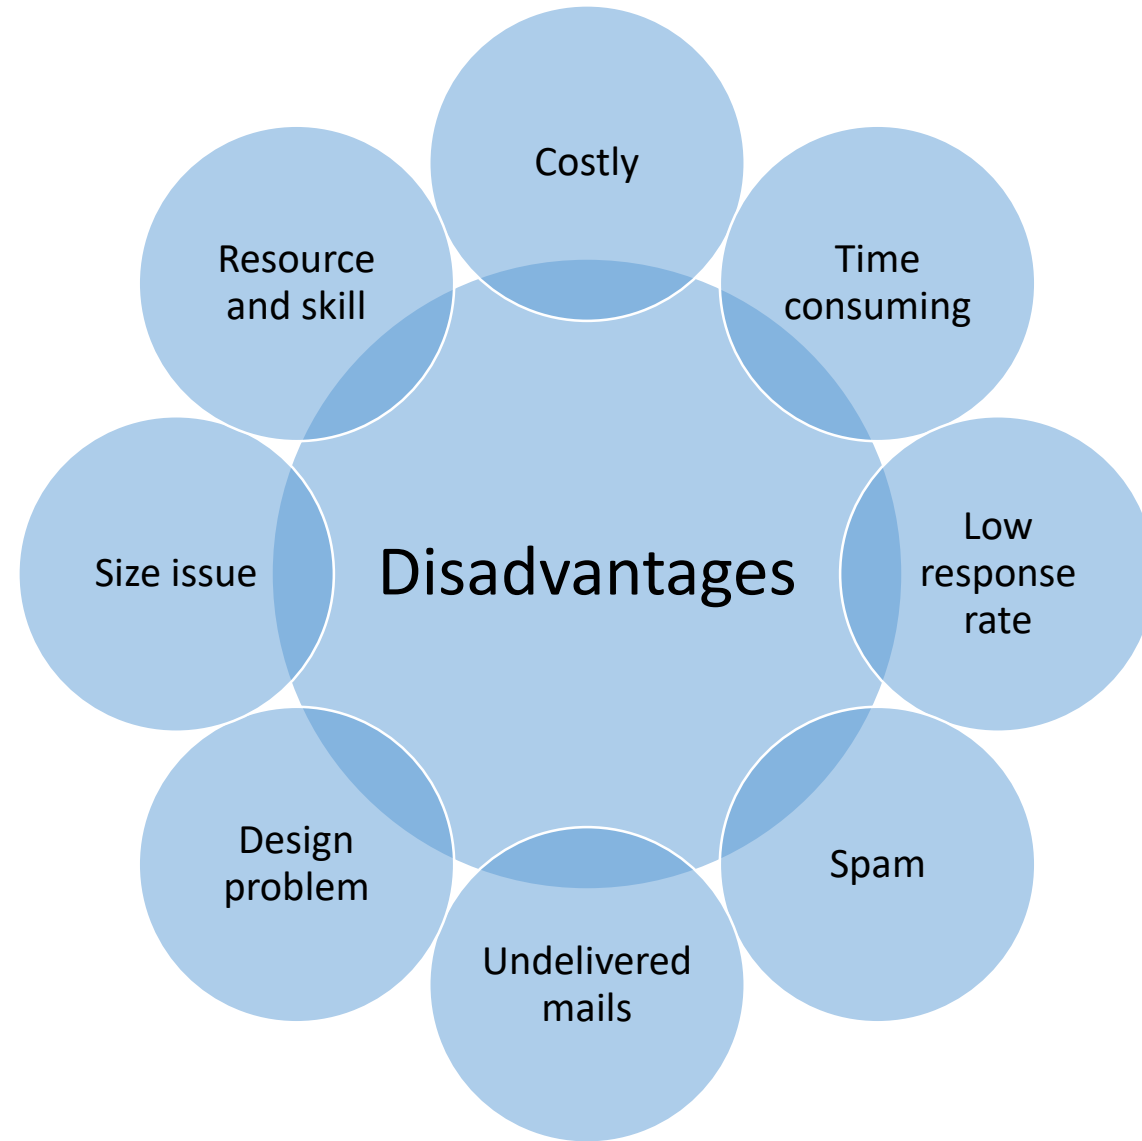 Costly
Time
consuming
Low
response
rate
Spam
Undelivered
mails
Design
problem
Size issue
Resource
and skill
Disadvantages